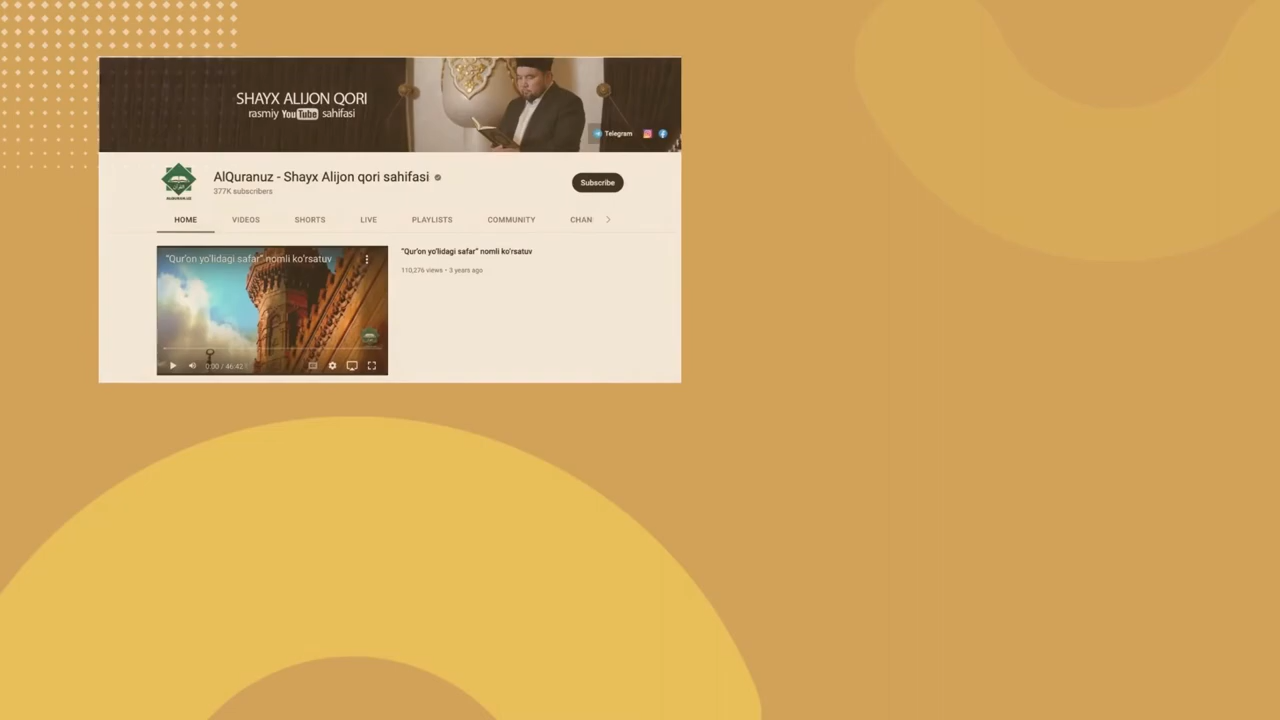 SHAYX ALIJON QORI
rasmiy YouTube sahifasi
Telegram
AlQuranuz - Shayx Alijon qori sahifasi
377K subscribers
Subscribe
HOME VIDEOS SHORTS LIVE PLAYLISTS COMMUNITY CHAN
"Qur'on yo'lidagi safar" nomli ko'rsatuv
0:00 / 46:42
"Qur'on yo'lidagi safar" nomli ko'rsatuv
110,276 views • 3 years ago